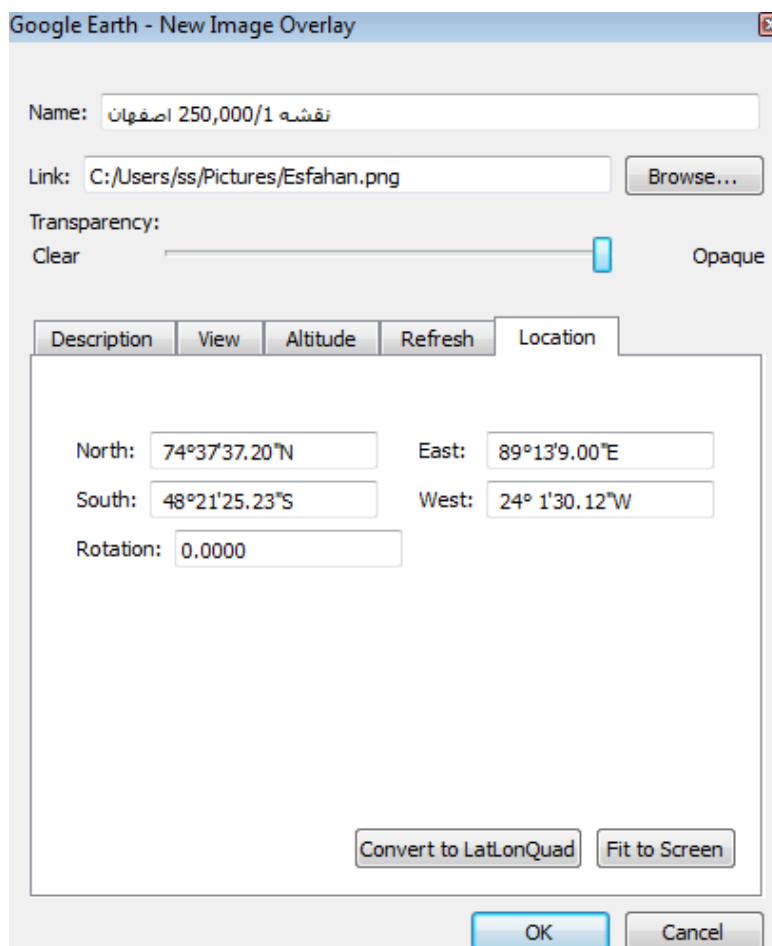 Google Earth - New Image Overlay
Name: نقشه 250,000/1 اصفهان
Link: C:/Users/ss/Pictures/Esfahan.png Browse...
Transparency:
Clear Opaque
Description View Altitude Refresh Location
North: 74°37'37.20"N East: 89°13'9.00"E
South: 48°21'25.23"S West: 24° 1'30.12"W
Rotation: 0.0000
Convert to LatLonQuad Fit to Screen
OK Cancel